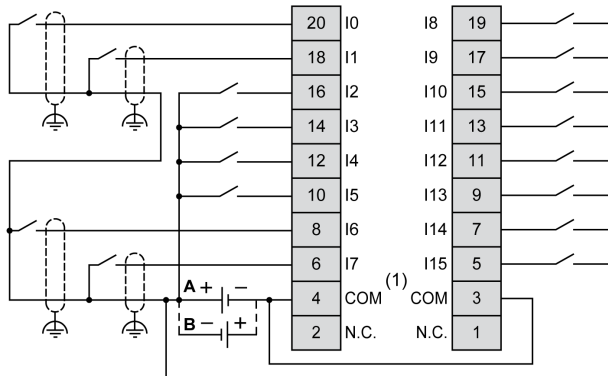 20 I0 I8 19
18 I1 I9 17
16 I2 I10 15
14 I3 I11 13
12 I4 I12 11
10 I5 I13 9
8 I6 I14 7
6 I7 I15 5
(1)
A + −
4 COM COM 3
B − +
2 N.C. N.C. 1